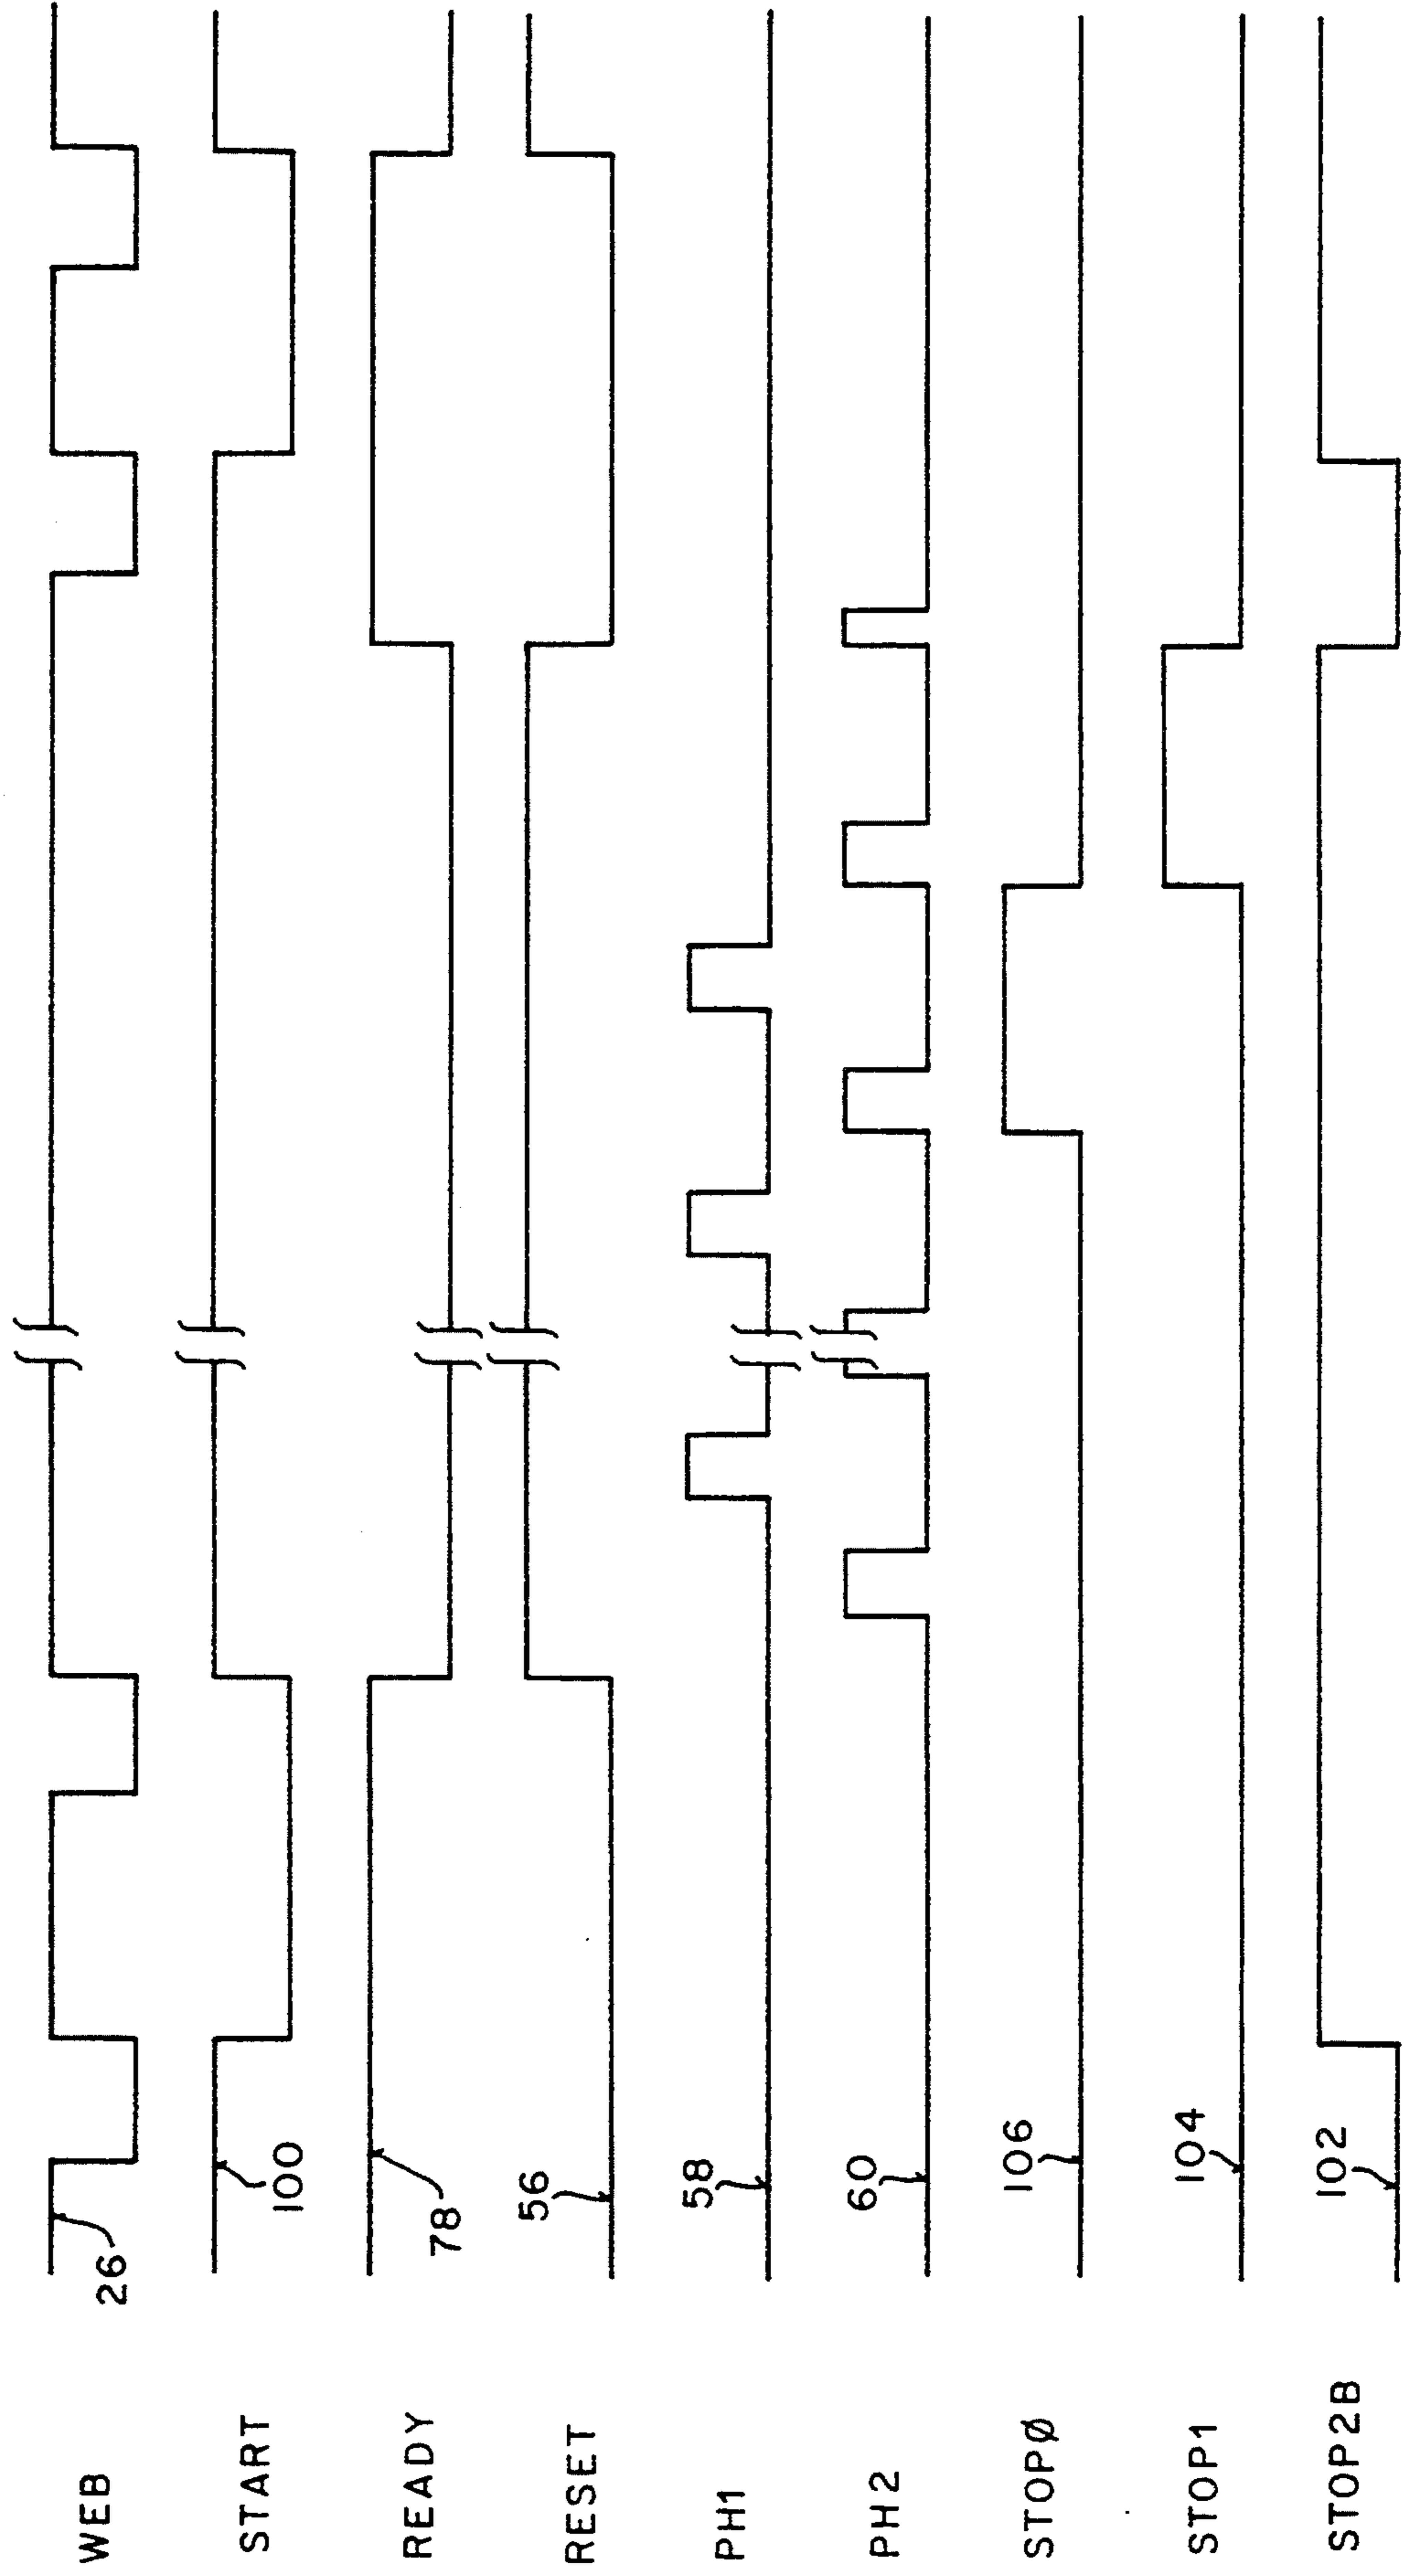 WEB
26
START
100
READY
78
RESET
56
PH1
58
PH2
60
STOPØ
106
STOP1
104
STOP2B
102